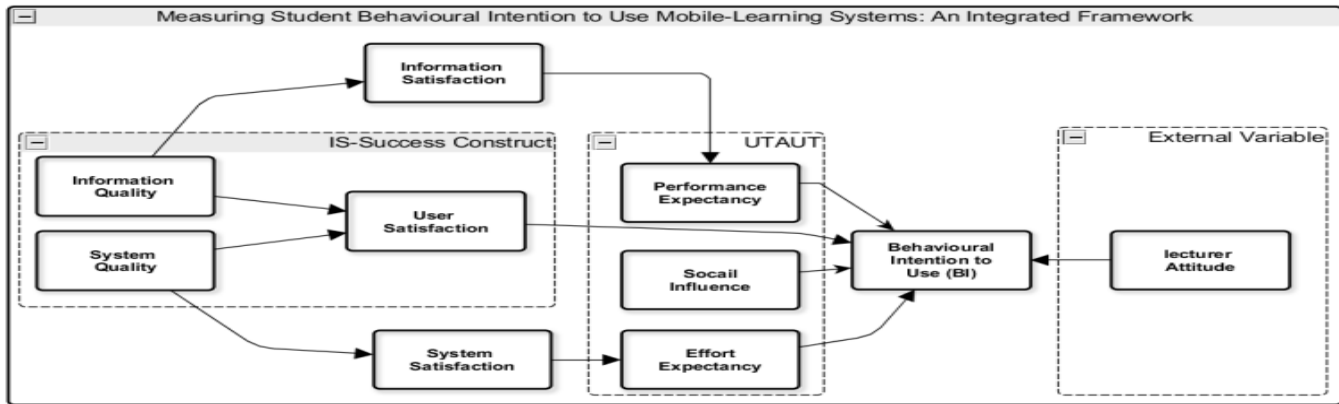 Measuring Student Behavioural Intention to Use Mobile-Learning Systems: An Integrated Framework
Information
Satisfaction
IS-Success Construct
UTAUT
External Variable
Information
Quality
User
Satisfaction
Performance
Expectancy
System
Quality
Socail
Influence
Behavioural
Intention to
Use (BI)
lecturer
Attitude
System
Satisfaction
Effort
Expectancy